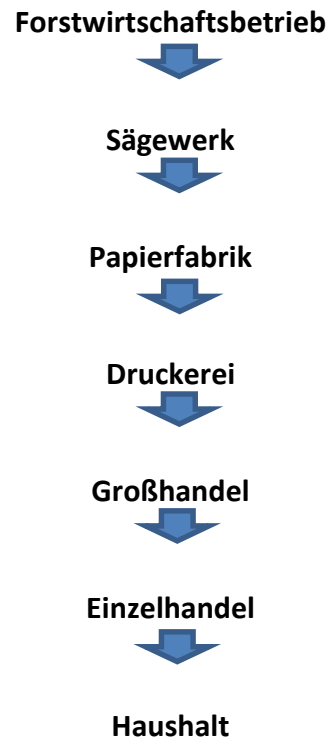 Forstwirtschaftsbetrieb
Sägewerk
Papierfabrik
Druckerei
Großhandel
Einzelhandel
Haushalt